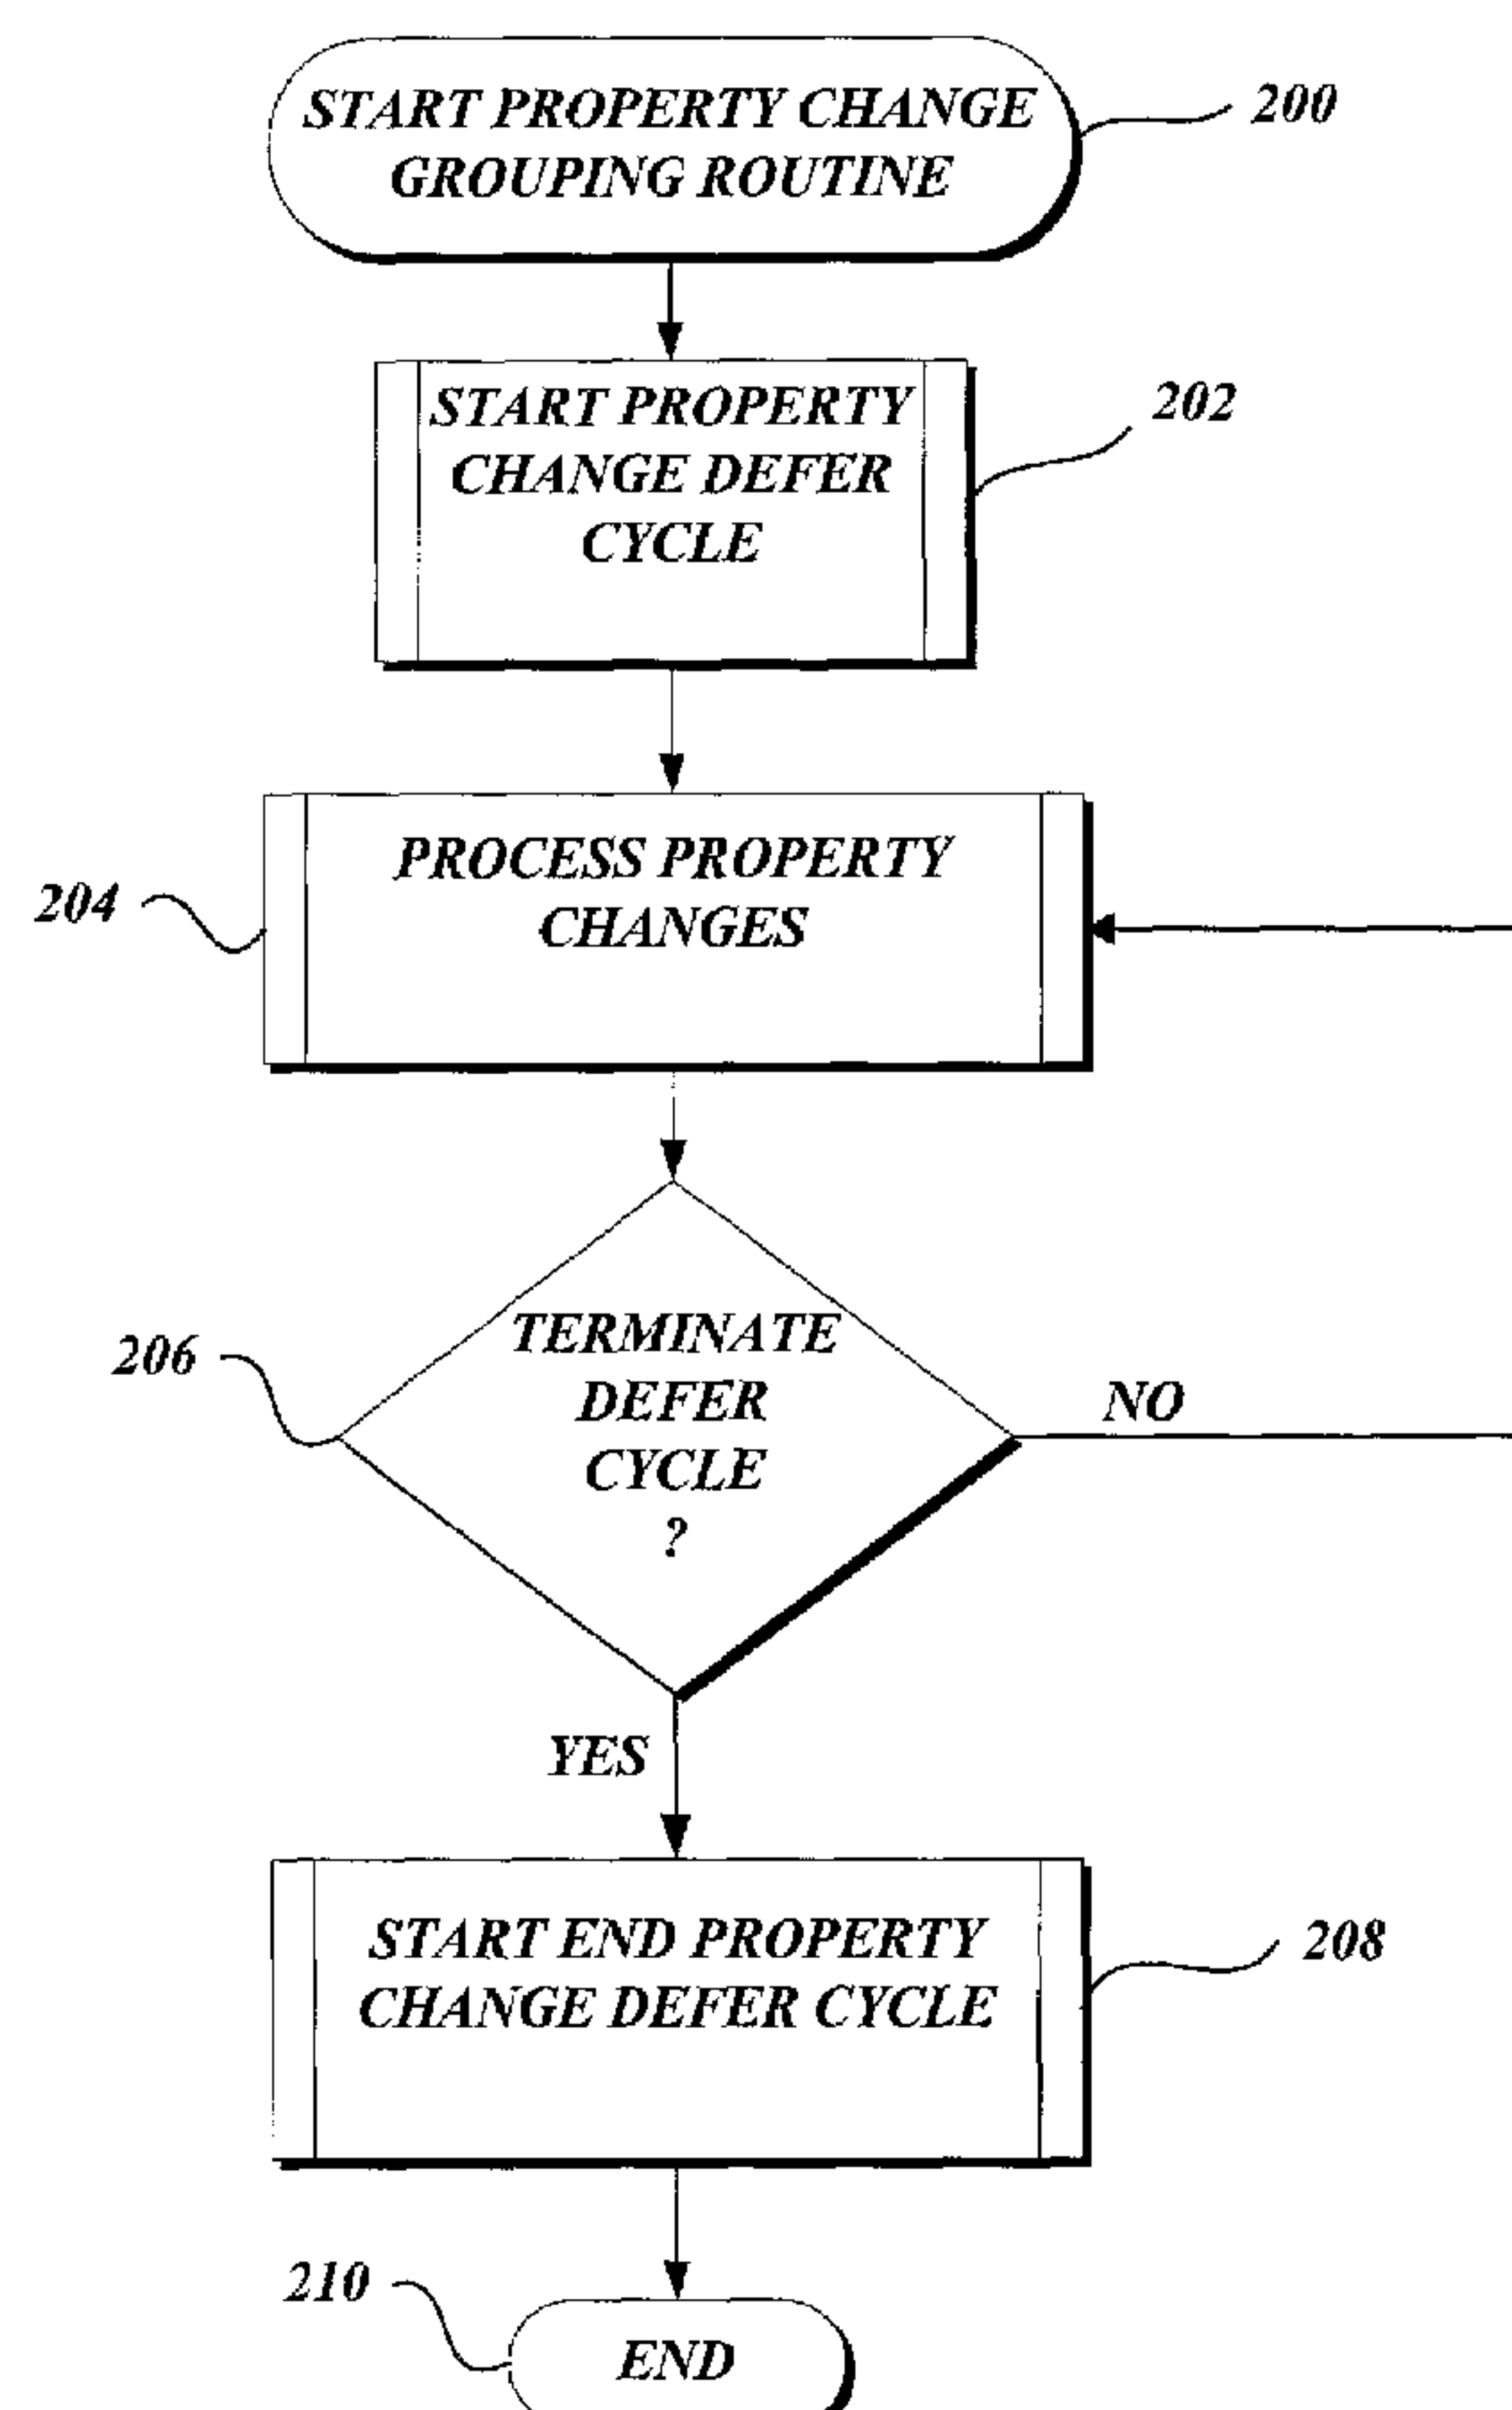 START PROPERTY CHANGE
GROUPING ROUTINE
200
START PROPERTY
CHANGE DEFER
CYCLE
202
PROCESS PROPERTY
CHANGES
204
TERMINATE
DEFER
CYCLE
?
206
NO
YES
START END PROPERTY
CHANGE DEFER CYCLE
208
210
END